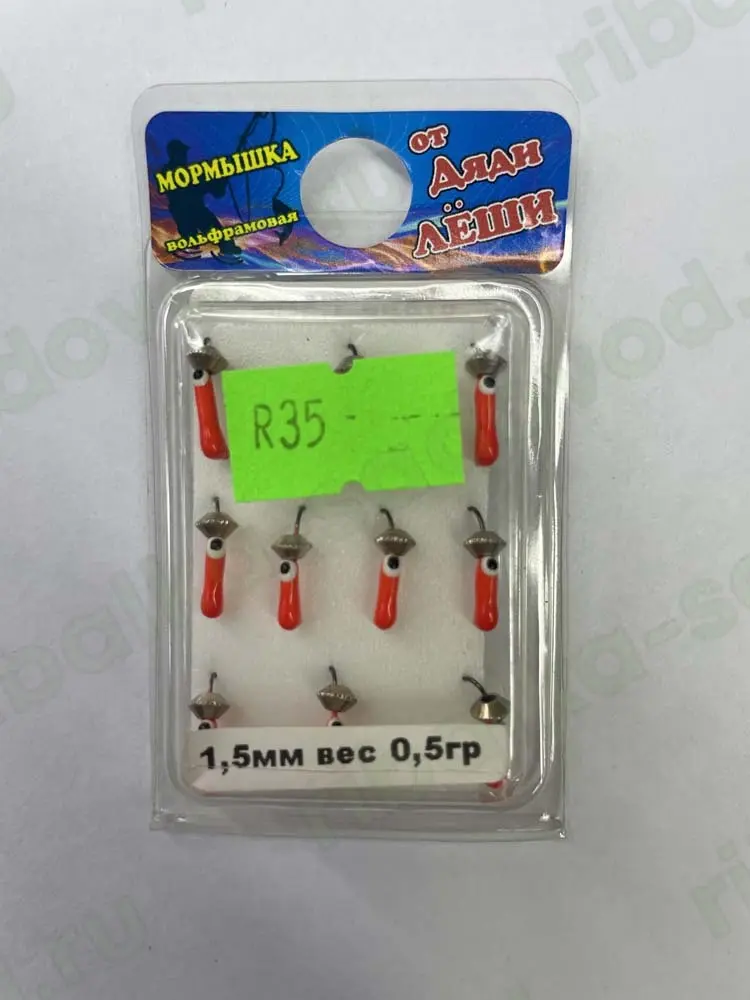 МОРМЫШКА
вольфрамовая
от
Дяди
ЛЁШИ
R35
1,5мм вес 0,5гр